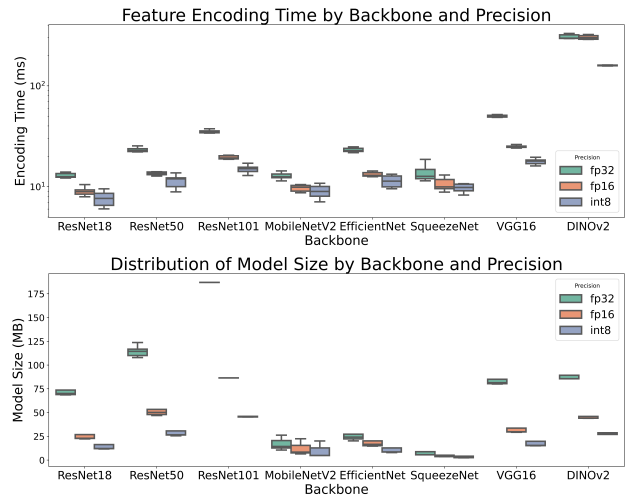 Feature Encoding Time by Backbone and Precision
Encoding Time (ms)
10²
10¹
Precision
fp32
fp16
int8
ResNet18 ResNet50 ResNet101 MobileNetV2 EfficientNet SqueezeNet VGG16 DINOv2
Backbone
Distribution of Model Size by Backbone and Precision
Model Size (MB)
175
150
125
100
75
50
25
0
Precision
fp32
fp16
int8
ResNet18 ResNet50 ResNet101 MobileNetV2 EfficientNet SqueezeNet VGG16 DINOv2
Backbone